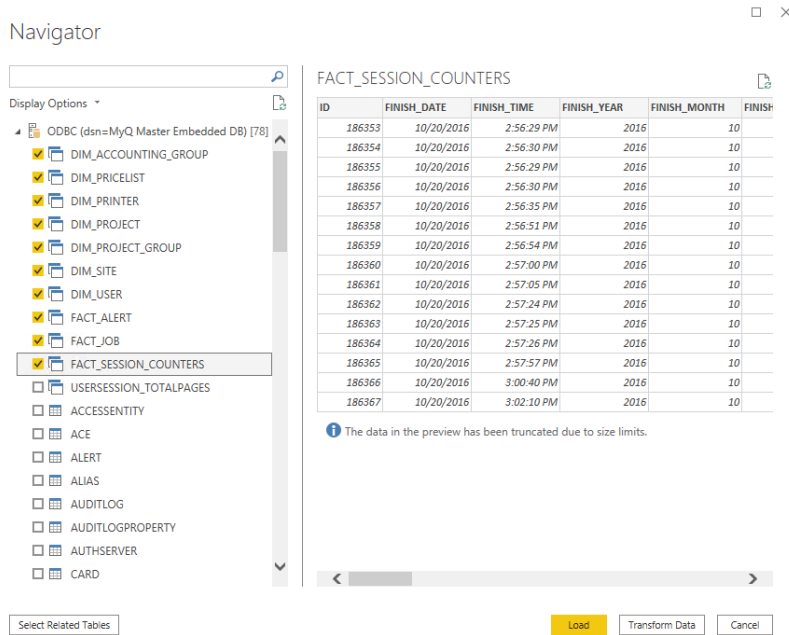 Navigator
Display Options
ODBC (dsn=MyQ Master Embedded DB) [78]
DIM_ACCOUNTING_GROUP
DIM_PRICELIST
DIM_PRINTER
DIM_PROJECT
DIM_PROJECT_GROUP
DIM_SITE
DIM_USER
FACT_ALERT
FACT_JOB
FACT_SESSION_COUNTERS
USERSESSION_TOTALPAGES
ACCESSENTITY
ACE
ALERT
ALIAS
AUDITLOG
AUDITLOGPROPERTY
AUTHSERVER
CARD
FACT_SESSION_COUNTERS
ID FINISH_DATE FINISH_TIME FINISH_YEAR FINISH_MONTH FINISH
186353 10/20/2016 2:56:29 PM 2016 10
186354 10/20/2016 2:56:30 PM 2016 10
186355 10/20/2016 2:56:29 PM 2016 10
186356 10/20/2016 2:56:30 PM 2016 10
186357 10/20/2016 2:56:35 PM 2016 10
186358 10/20/2016 2:56:51 PM 2016 10
186359 10/20/2016 2:56:54 PM 2016 10
186360 10/20/2016 2:57:00 PM 2016 10
186361 10/20/2016 2:57:05 PM 2016 10
186362 10/20/2016 2:57:24 PM 2016 10
186363 10/20/2016 2:57:25 PM 2016 10
186364 10/20/2016 2:57:26 PM 2016 10
186365 10/20/2016 2:57:57 PM 2016 10
186366 10/20/2016 3:00:40 PM 2016 10
186367 10/20/2016 3:02:10 PM 2016 10
The data in the preview has been truncated due to size limits.
Select Related Tables
Load
Transform Data
Cancel